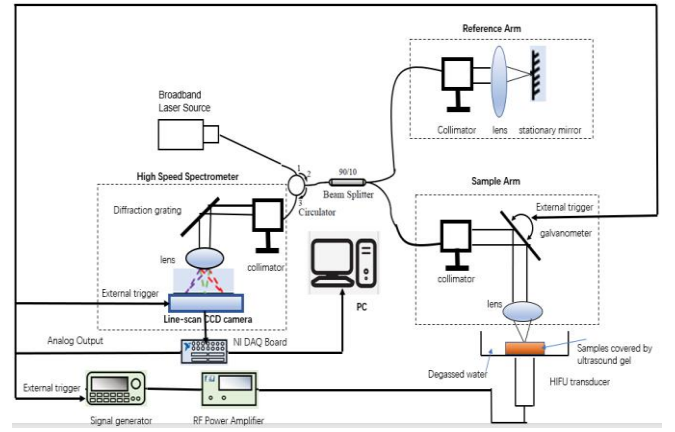 Reference Arm
Collimator
lens
stationary mirror
Broadband
Laser Source
90/10
Beam Splitter
1
2
3
Circulator
High Speed Spectrometer
Diffraction grating
lens
collimator
External trigger
Line-scan CCD camera
Sample Arm
External trigger
galvanometer
collimator
lens
PC
Analog Output
NI DAQ Board
Degassed water
Samples covered by
ultrasound gel
HIFU transducer
External trigger
Signal generator
RF Power Amplifier